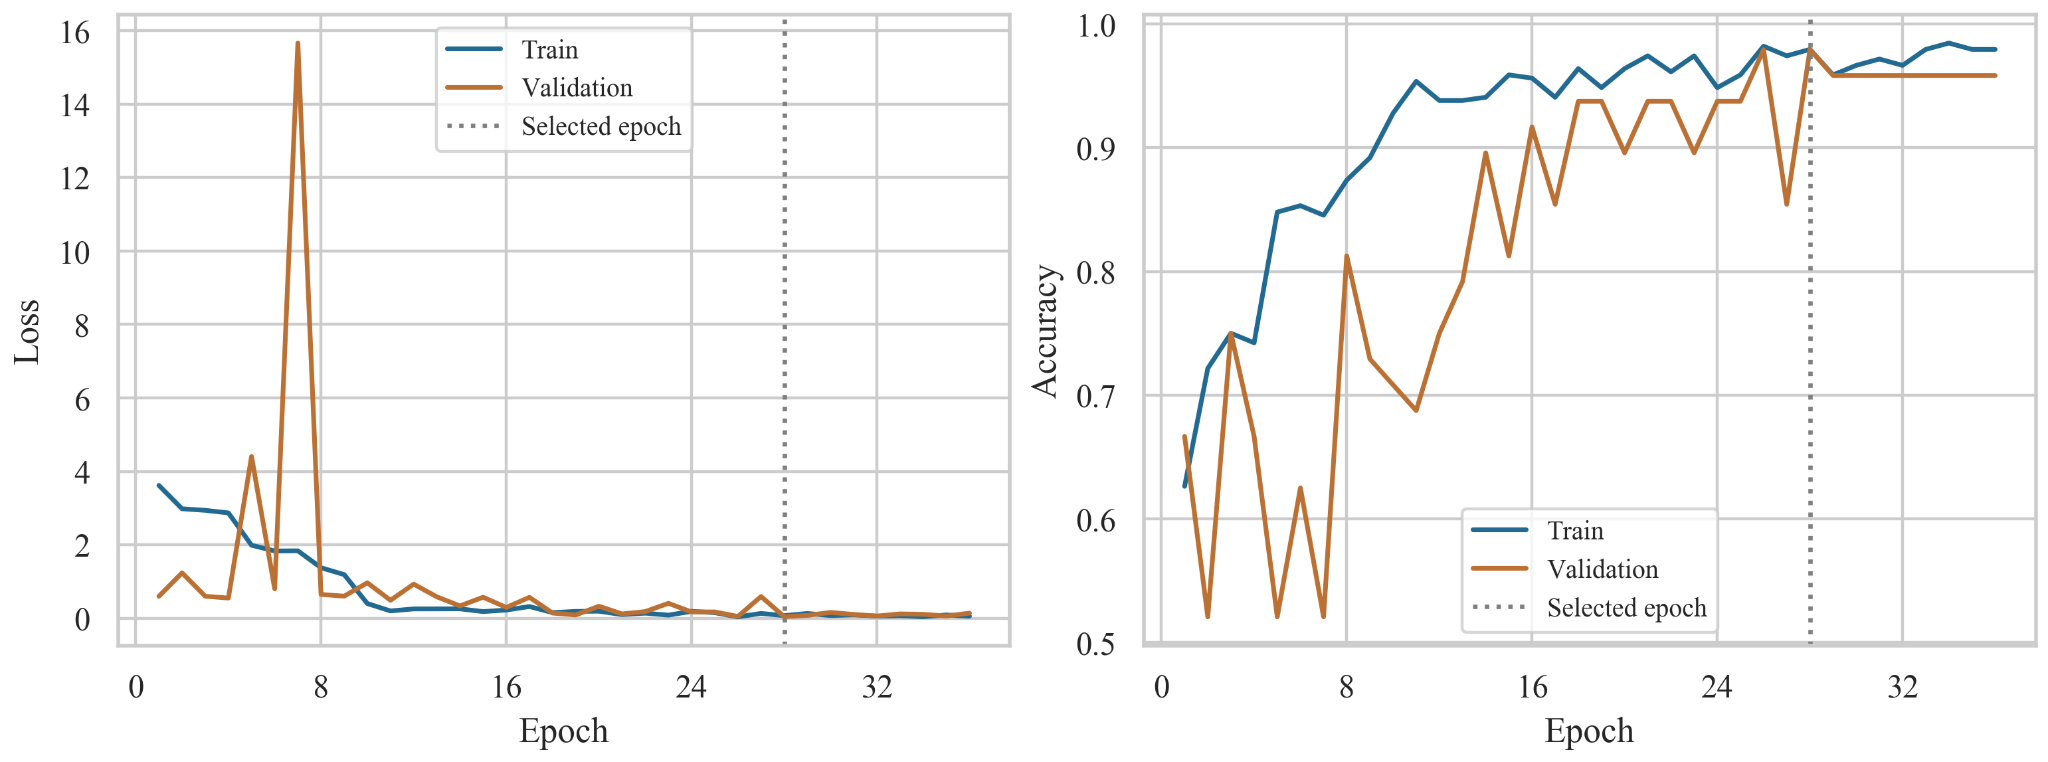 16
14
12
10
8
6
4
2
0
Loss
Train
Validation
Selected epoch
0 8 16 24 32
Epoch
1.0
0.9
0.8
0.7
0.6
0.5
Accuracy
Train
Validation
Selected epoch
0 8 16 24 32
Epoch